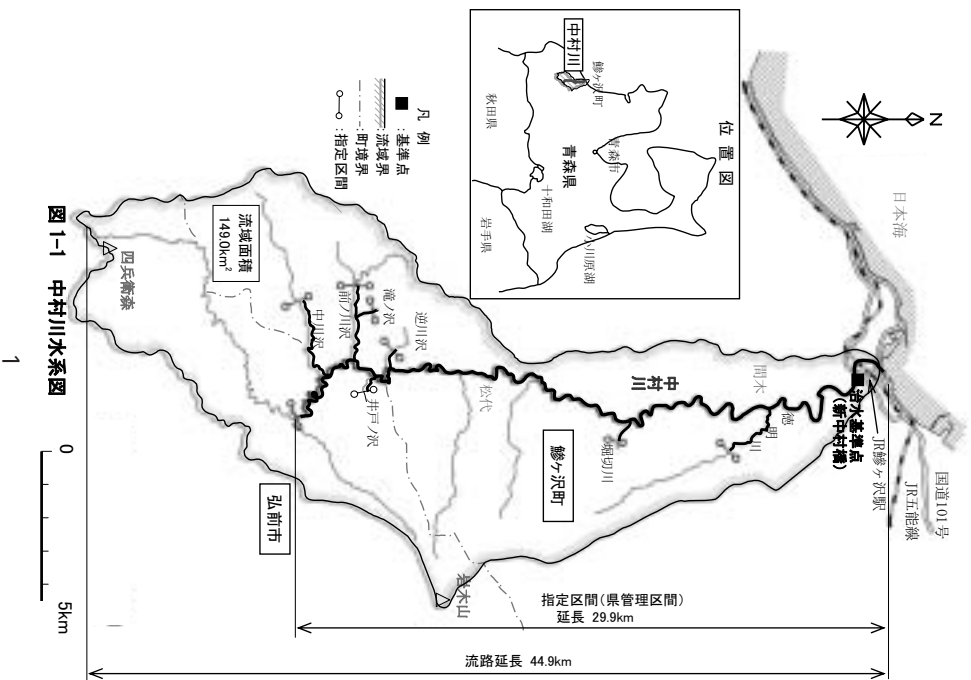 位置図
中村川
鰺ヶ沢町
青森市
青森県
秋田県
十和田湖
岩手県
小川原湖
N
日本海
凡 例
■ :基準点
:流域界
:町境界
:指定区間
国道101号
JR五能線
JR鰺ヶ沢駅
治水基準点
(新中村橋)
間木
徳明川
中村川
堀切川
鰺ヶ沢町
松代
逆川沢
滝ノ沢
前ノ川沢
井戸ノ沢
中川沢
流域面積
149.0km²
四兵衛森
弘前市
岩木山
指定区間(県管理区間)
延長 29.9km
流路延長 44.9km
0
5km
図1-1 中村川水系図
1